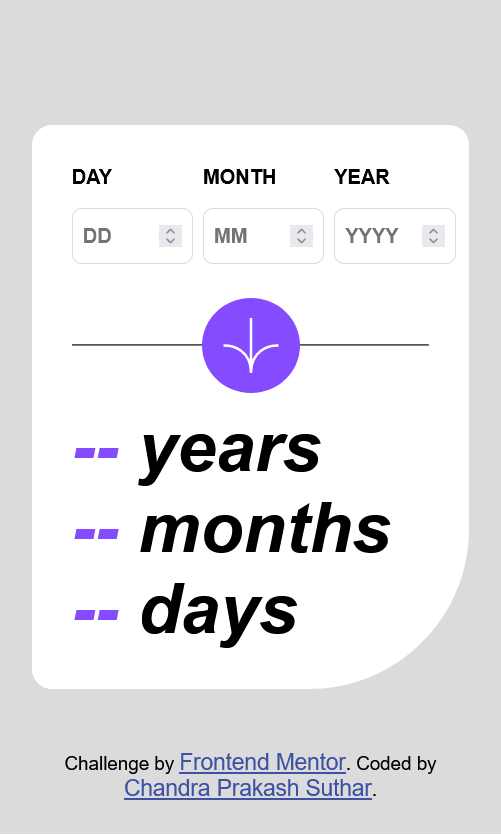 DAY MONTH YEAR
DD MM YYYY
-- years
-- months
-- days
Challenge by Frontend Mentor. Coded by
Chandra Prakash Suthar.